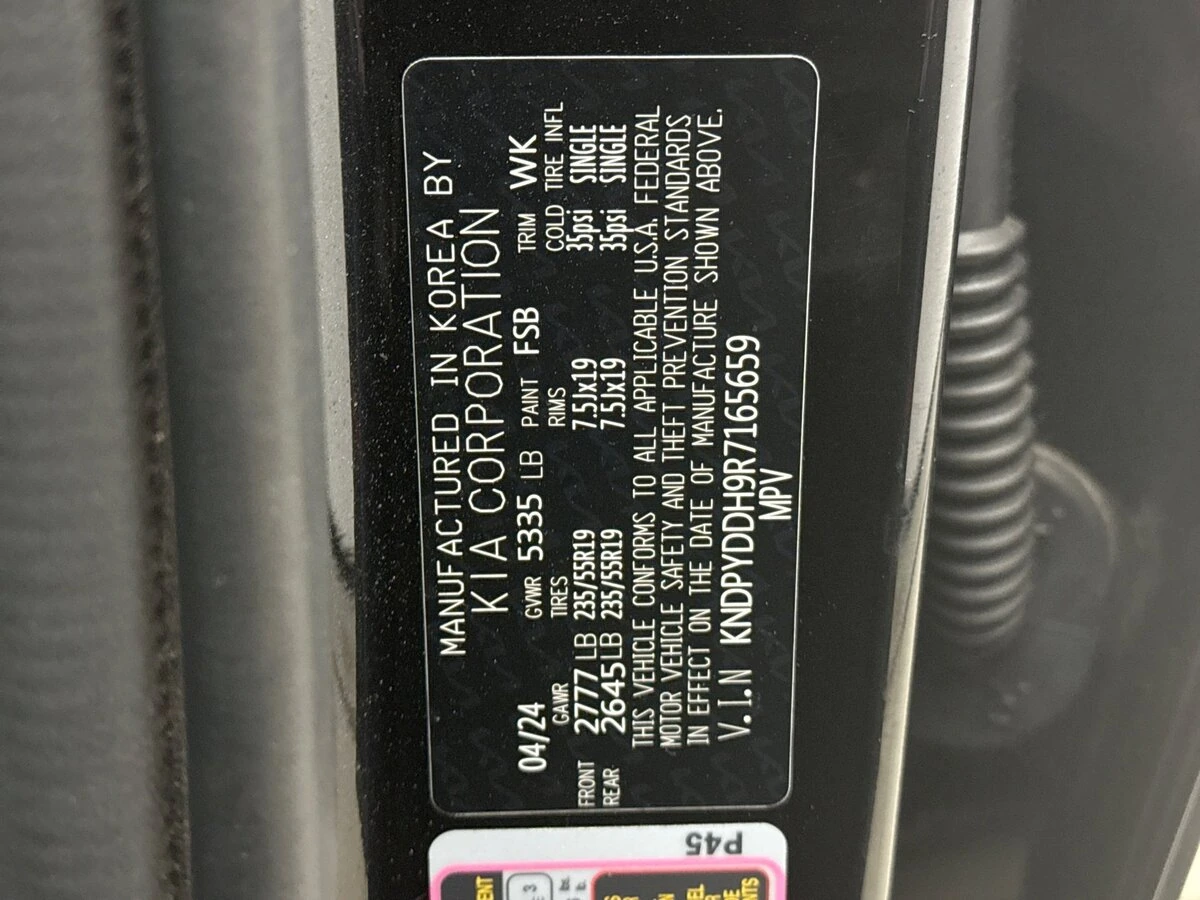 MANUFACTURED IN KOREA BY
KIA CORPORATION
04/24 GVWR 5335 LB PAINT FSB TRIM WK
GAWR TIRES RIMS COLD TIRE INFL
FRONT 2777 LB 235/55R19 7.5Jx19 35psi SINGLE
REAR 2645LB 235/55R19 7.5Jx19 35psi SINGLE
THIS VEHICLE CONFORMS TO ALL APPLICABLE U.S.A. FEDERAL
MOTOR VEHICLE SAFETY AND THEFT PREVENTION STANDARDS
IN EFFECT ON THE DATE OF MANUFACTURE SHOWN ABOVE.
V.I.N KNDPYDDH9R7165659
MPV
P45